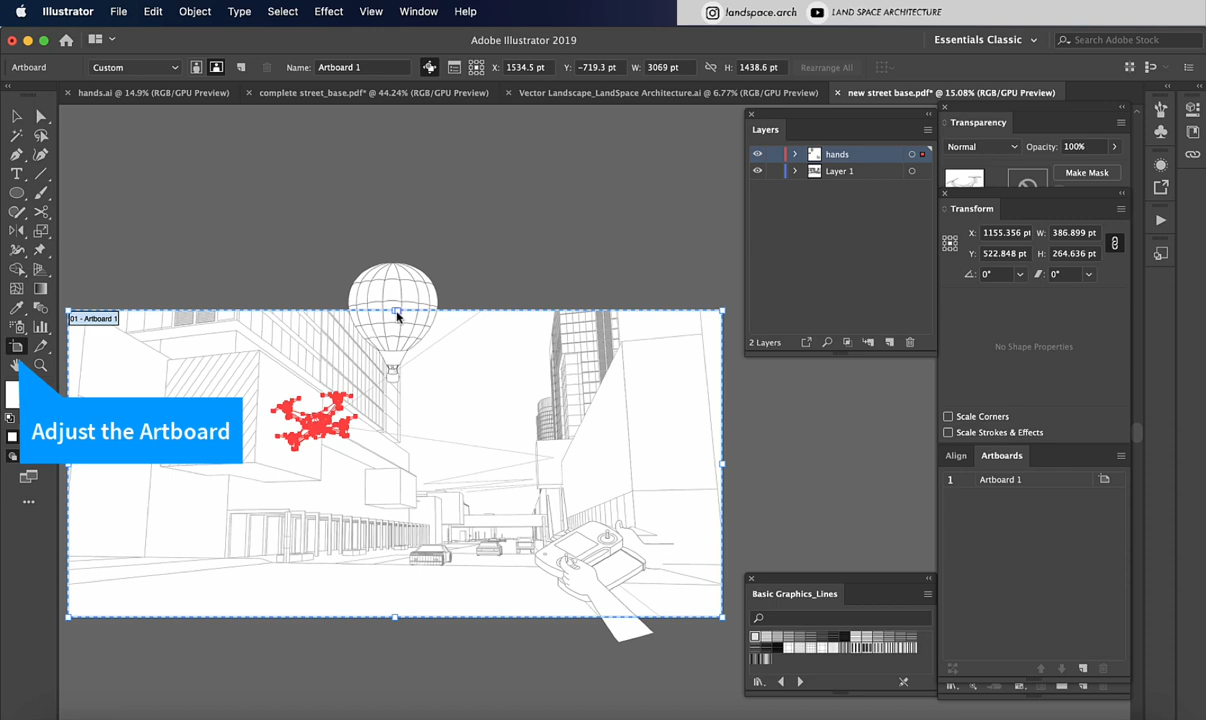 Illustrator File Edit Object Type Select Effect View Window Help
landspace.arch LAND SPACE ARCHITECTURE
Adobe Illustrator 2019
Essentials Classic
Search Adobe Stock
Artboard Custom Name: Artboard 1 X: 1534.5 pt Y: -719.3 pt W: 3069 pt H: 1438.6 pt Rearrange All
hands.ai @ 14.9% (RGB/GPU Preview) complete street_base.pdf* @ 44.24% (RGB/GPU Preview) Vector Landscape_LandSpace Architecture.ai @ 6.77% (RGB/GPU Preview) new street base.pdf* @ 15.08% (RGB/GPU Preview)
Layers
hands
Layer 1
2 Layers
Transparency
Normal Opacity: 100%
Make Mask
Transform
X: 1155.356 pt W: 386.899 pt
Y: 522.848 pt H: 264.636 pt
0° 0°
No Shape Properties
Scale Corners
Scale Strokes & Effects
Align Artboards
1 Artboard 1
01 - Artboard 1
Adjust the Artboard
Basic Graphics_Lines